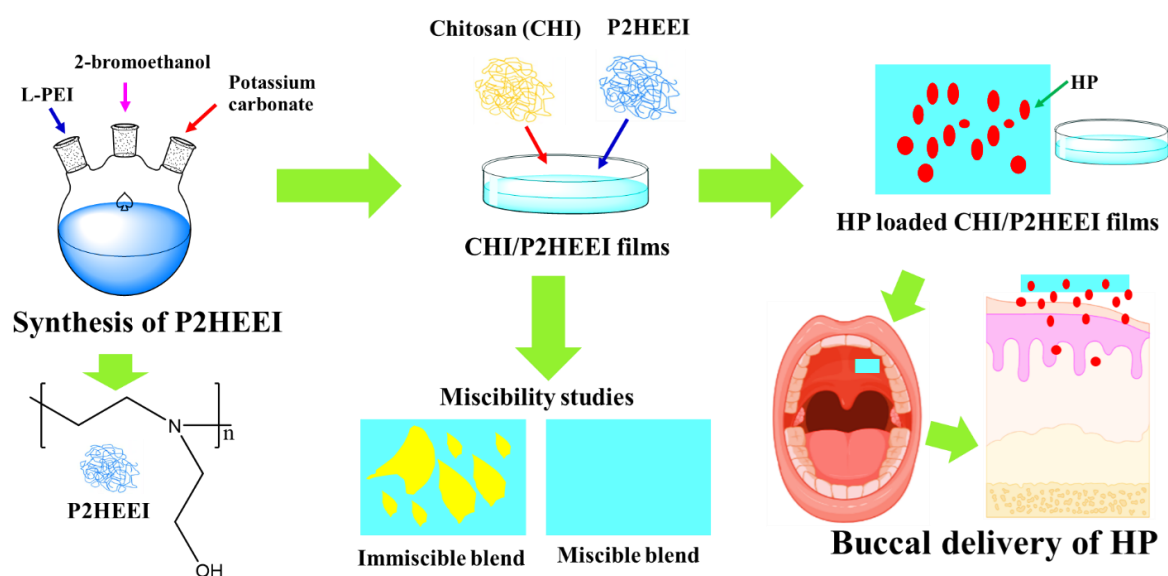 2-bromoethanol
L-PEI
Potassium
carbonate
Synthesis of P2HEEI
N
n
P2HEEI
OH
Chitosan (CHI)
P2HEEI
CHI/P2HEEI films
Miscibility studies
Immiscible blend
Miscible blend
HP
HP loaded CHI/P2HEEI films
Buccal delivery of HP